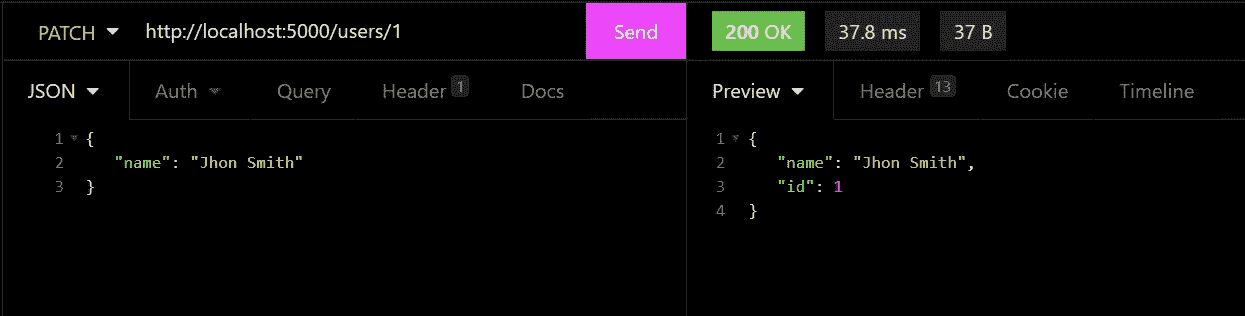 PATCH http://localhost:5000/users/1 Send 200 OK 37.8 ms 37 B
JSON Auth Query Header 1 Docs Preview Header 13 Cookie Timeline
1 {
2 "name": "Jhon Smith"
3 }
1 {
2 "name": "Jhon Smith",
3 "id": 1
4 }